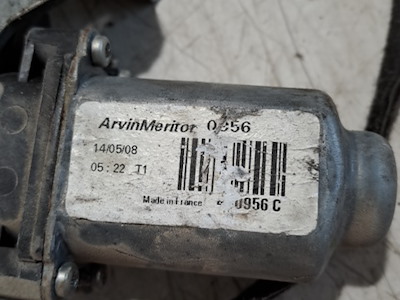 ArvinMeritor 0956
14/05/08
05:22 T1
Made in France
0956 C